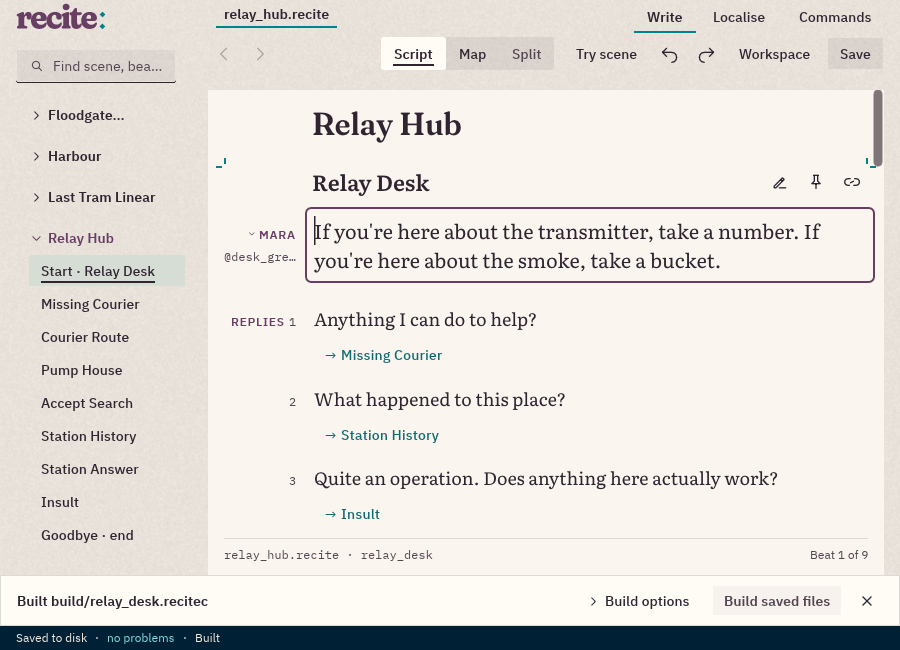 recite:
relay_hub.recite
Write
Localise
Commands
Script
Map
Split
Try scene
Workspace
Save
Find scene, bea...
Floodgate...
Harbour
Last Tram Linear
Relay Hub
Start · Relay Desk
Missing Courier
Courier Route
Pump House
Accept Search
Station History
Station Answer
Insult
Goodbye · end
Relay Hub
Relay Desk
MARA
@desk_gre...
If you're here about the transmitter, take a number. If
you're here about the smoke, take a bucket.
REPLIES 1
Anything I can do to help?
→ Missing Courier
2
What happened to this place?
→ Station History
3
Quite an operation. Does anything here actually work?
→ Insult
relay_hub.recite · relay_desk
Beat 1 of 9
Built build/relay_desk.recitec
Build options
Build saved files
Saved to disk · no problems · Built